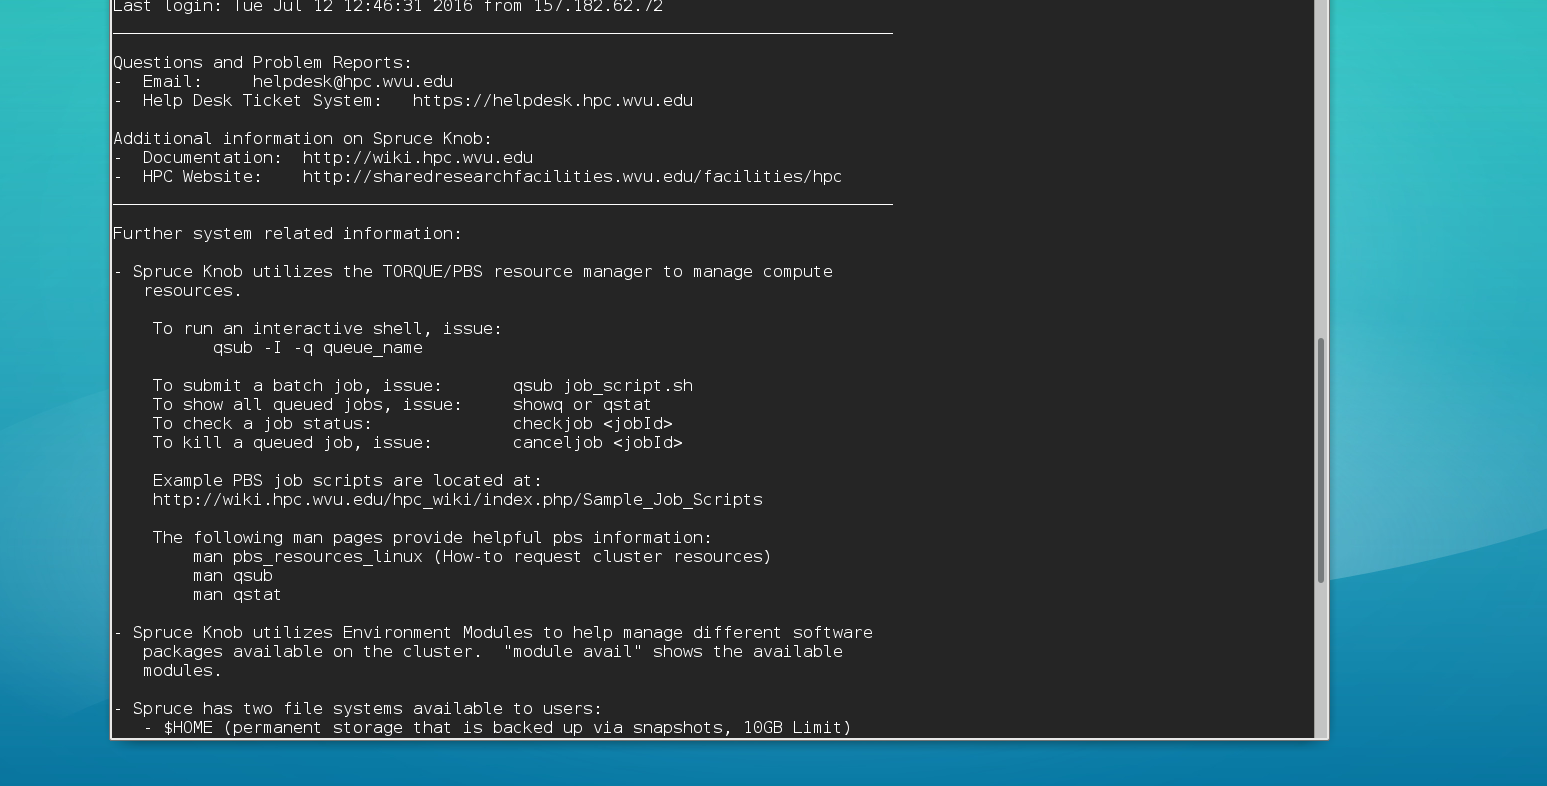 Last login: Tue Jul 12 12:46:31 2016 from 157.182.62.72
Questions and Problem Reports:
-  Email:     helpdesk@hpc.wvu.edu
-  Help Desk Ticket System:   https://helpdesk.hpc.wvu.edu
Additional information on Spruce Knob:
-  Documentation:  http://wiki.hpc.wvu.edu
-  HPC Website:    http://sharedresearchfacilities.wvu.edu/facilities/hpc
Further system related information:
- Spruce Knob utilizes the TORQUE/PBS resource manager to manage compute
   resources.
    To run an interactive shell, issue:
          qsub -I -q queue_name
    To submit a batch job, issue:       qsub job_script.sh
    To show all queued jobs, issue:     showq or qstat
    To check a job status:              checkjob <jobId>
    To kill a queued job, issue:        canceljob <jobId>
    Example PBS job scripts are located at:
    http://wiki.hpc.wvu.edu/hpc_wiki/index.php/Sample_Job_Scripts
    The following man pages provide helpful pbs information:
        man pbs_resources_linux (How-to request cluster resources)
        man qsub
        man qstat
- Spruce Knob utilizes Environment Modules to help manage different software
   packages available on the cluster.  "module avail" shows the available
   modules.
- Spruce has two file systems available to users:
   - $HOME (permanent storage that is backed up via snapshots, 10GB Limit)